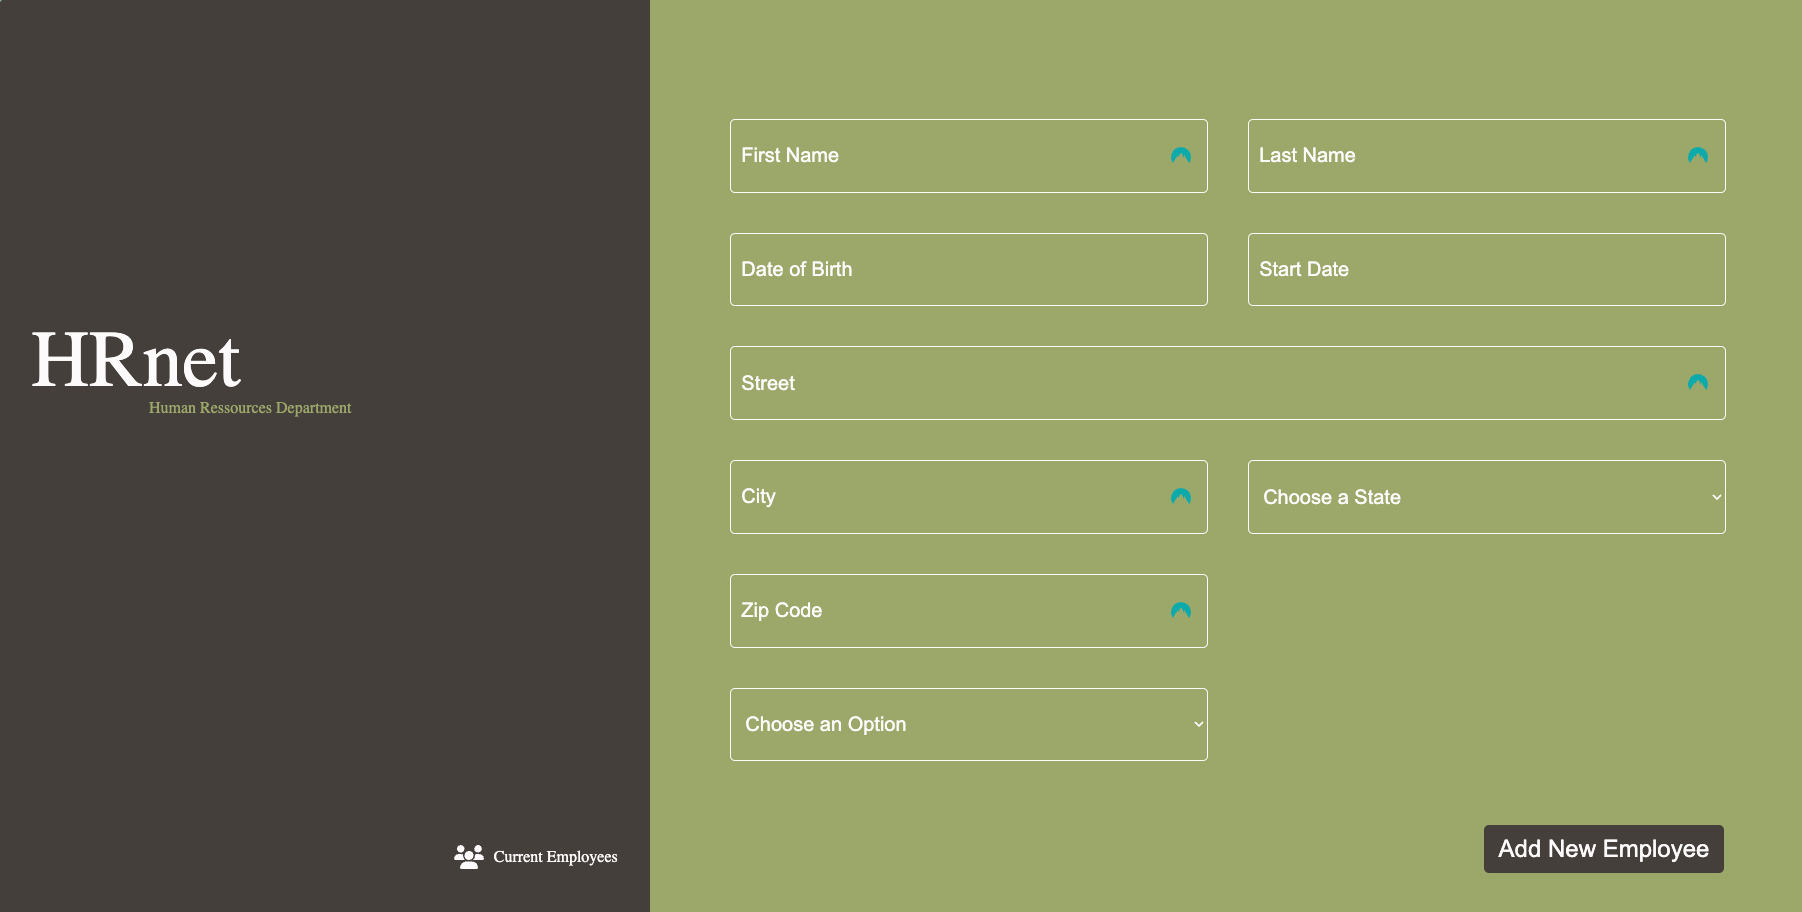 HRnet
Human Ressources Department
Current Employees
First Name
Last Name
Date of Birth
Start Date
Street
City
Choose a State
Zip Code
Choose an Option
Add New Employee